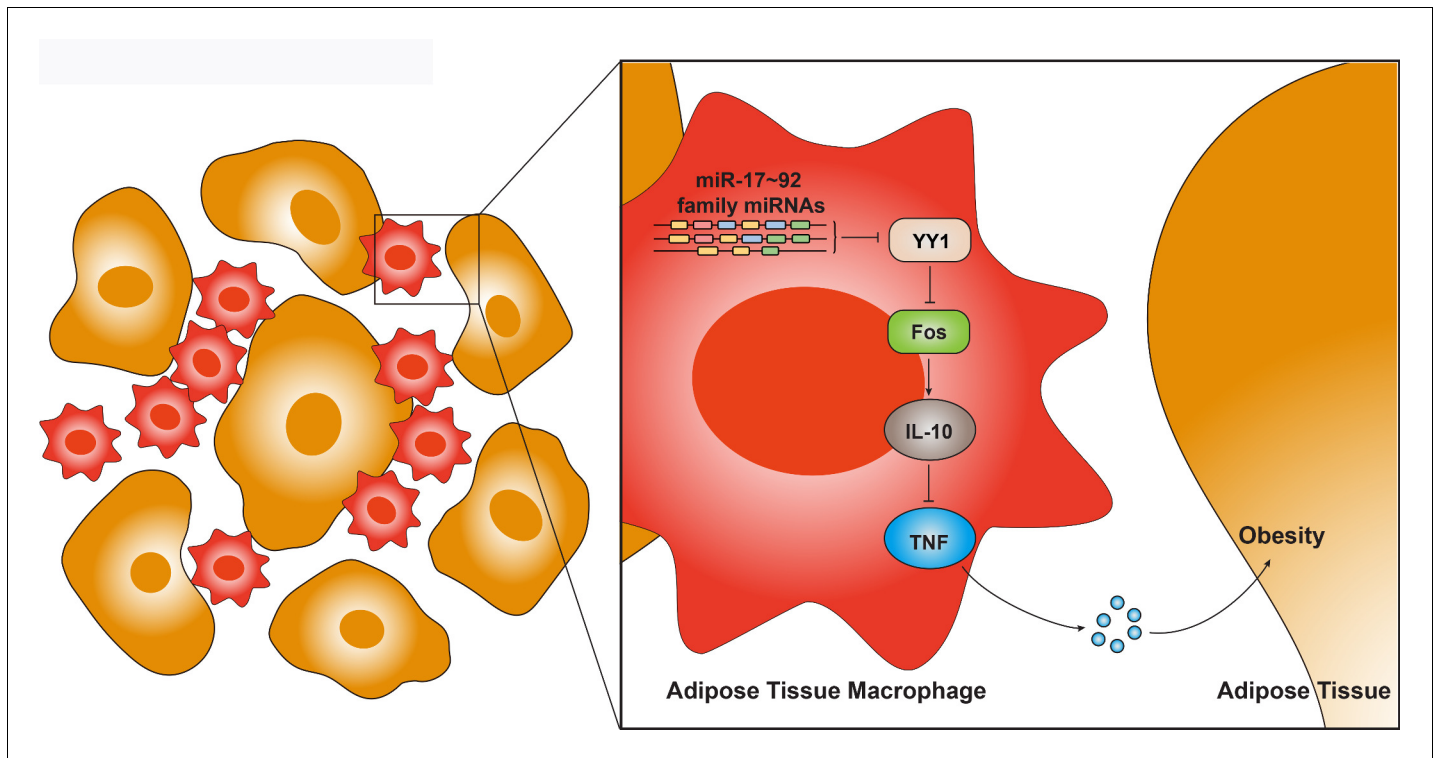 miR-17~92
family miRNAs
YY1
Fos
IL-10
TNF
Obesity
Adipose Tissue Macrophage
Adipose Tissue